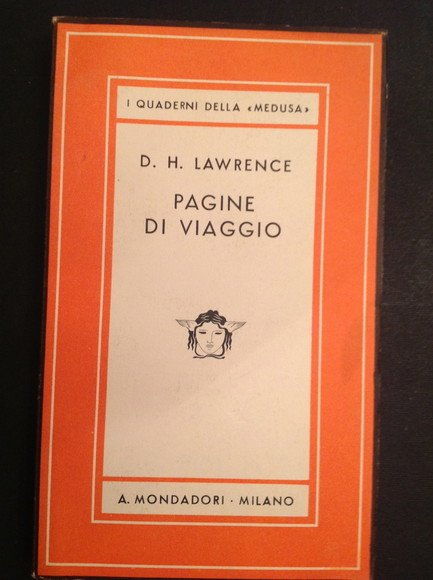 I QUADERNI DELLA «MEDUSA»
D. H. LAWRENCE
PAGINE
DI VIAGGIO
A. MONDADORI · MILANO